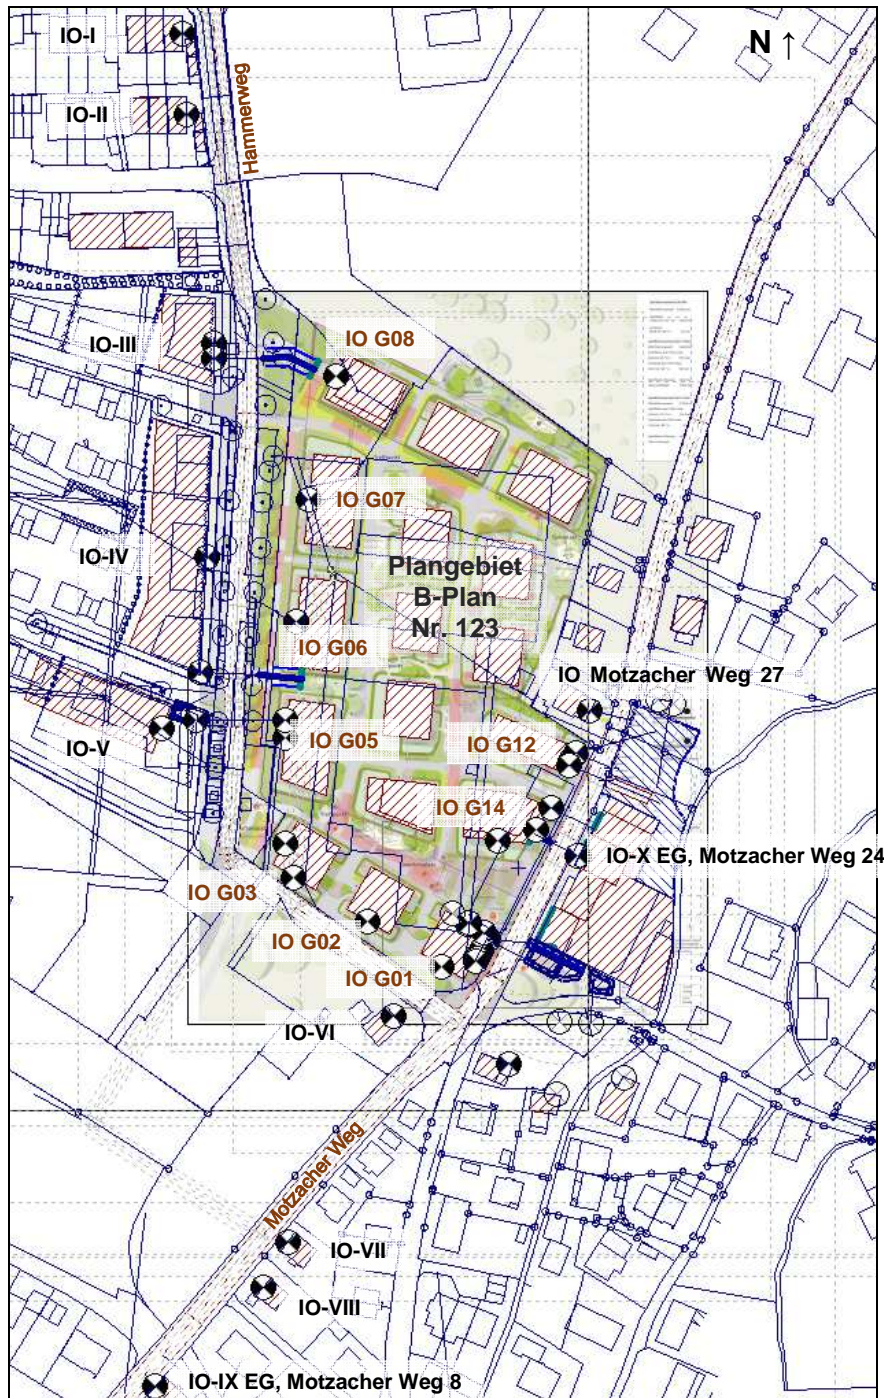 IO-I
N ↑
IO-II
Hammerweg
IO-III
IO G08
IO G07
IO-IV
Plangebiet
B-Plan
Nr. 123
IO G06
IO Motzacher Weg 27
IO-V
IO G05
IO G12
IO G14
IO-X EG, Motzacher Weg 24
IO G03
IO G02
IO G01
IO-VI
Motzacher Weg
IO-VII
IO-VIII
IO-IX EG, Motzacher Weg 8